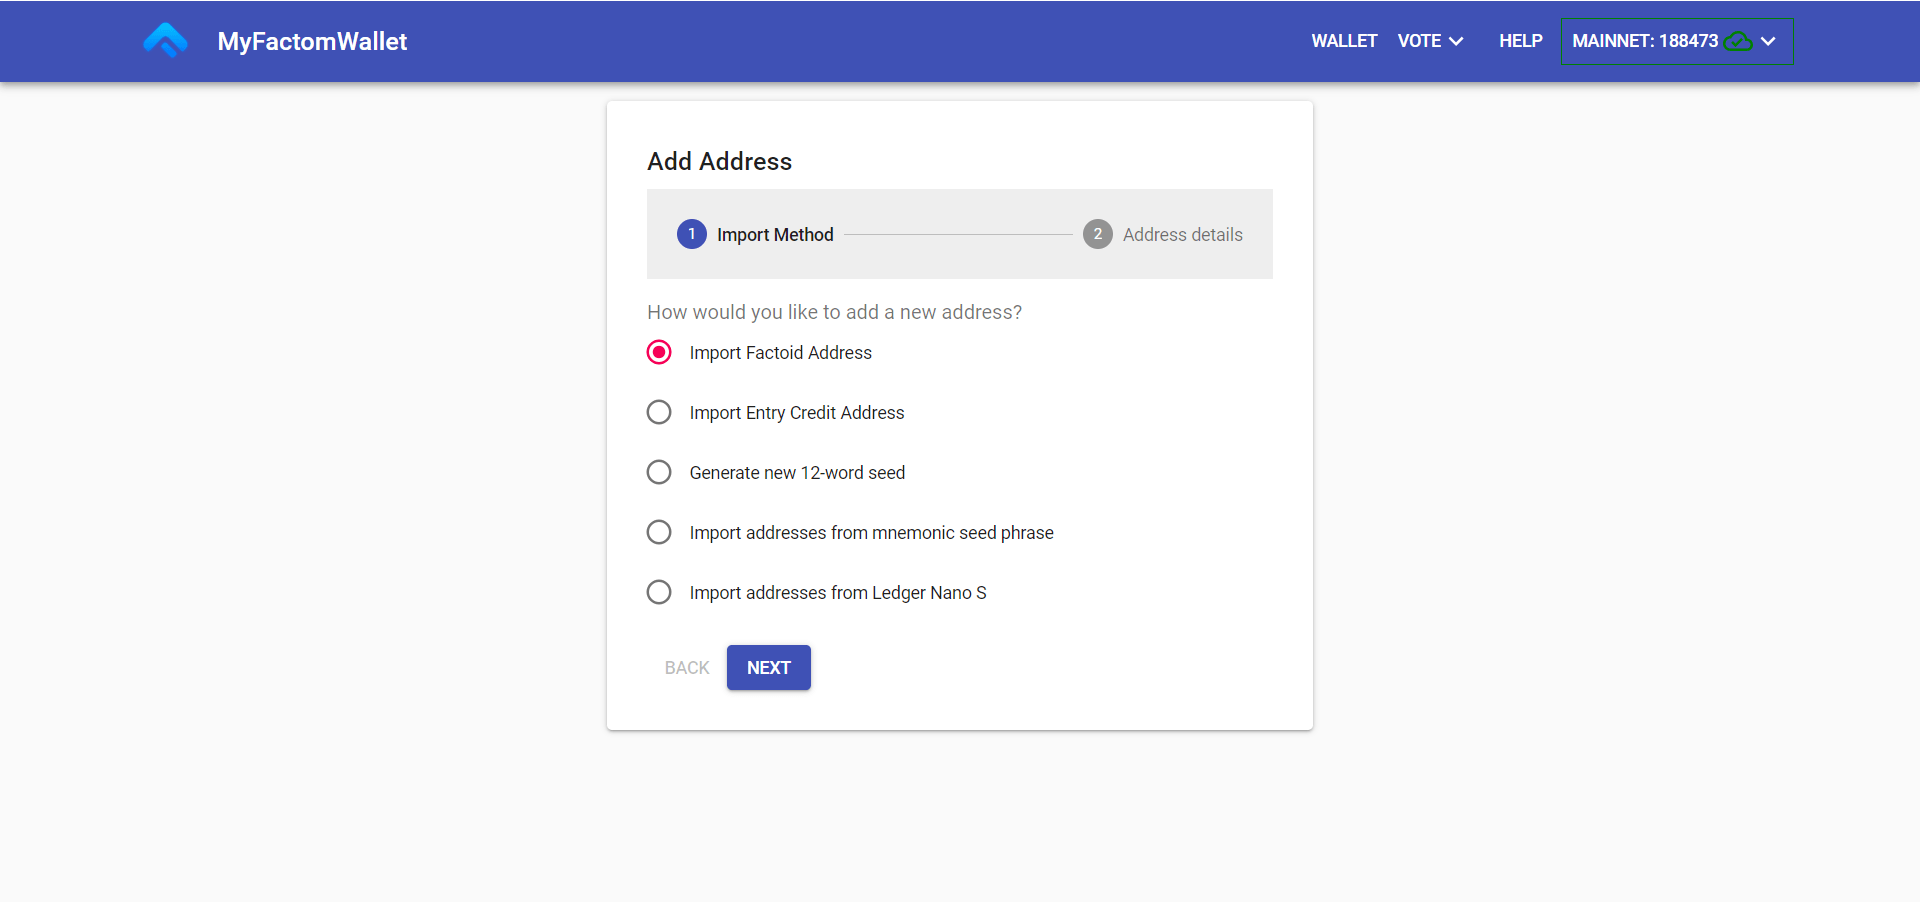 MyFactomWallet
WALLET VOTE HELP MAINNET: 188473
Add Address
1 Import Method 2 Address details
How would you like to add a new address?
Import Factoid Address
Import Entry Credit Address
Generate new 12-word seed
Import addresses from mnemonic seed phrase
Import addresses from Ledger Nano S
BACK NEXT